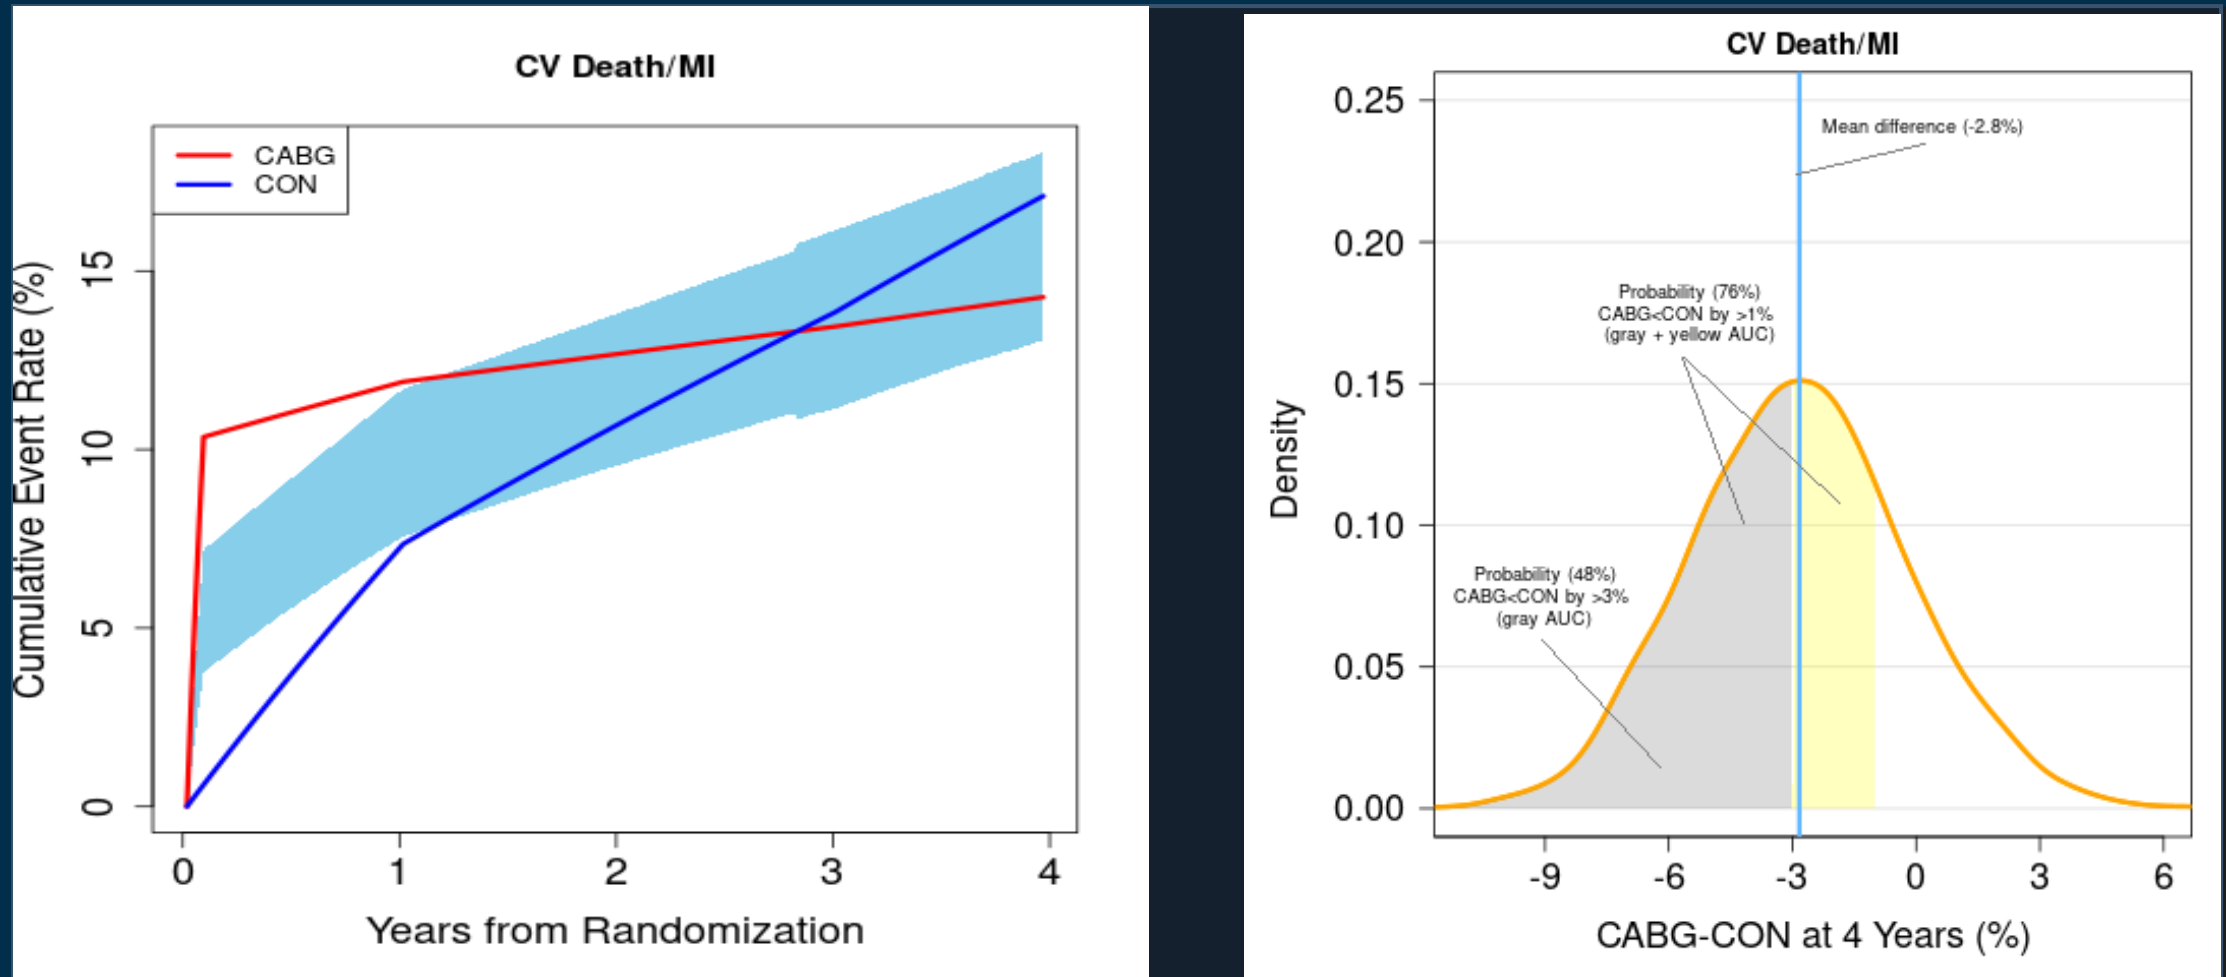 CV Death/MI
CABG
CON
Cumulative Event Rate (%)
15
10
5
0
0 1 2 3 4
Years from Randomization
CV Death/MI
Mean difference (-2.8%)
Probability (76%)
CABG<CON by >1%
(gray + yellow AUC)
Probability (48%)
CABG<CON by >3%
(gray AUC)
Density
0.25
0.20
0.15
0.10
0.05
0.00
-9 -6 -3 0 3 6
CABG-CON at 4 Years (%)